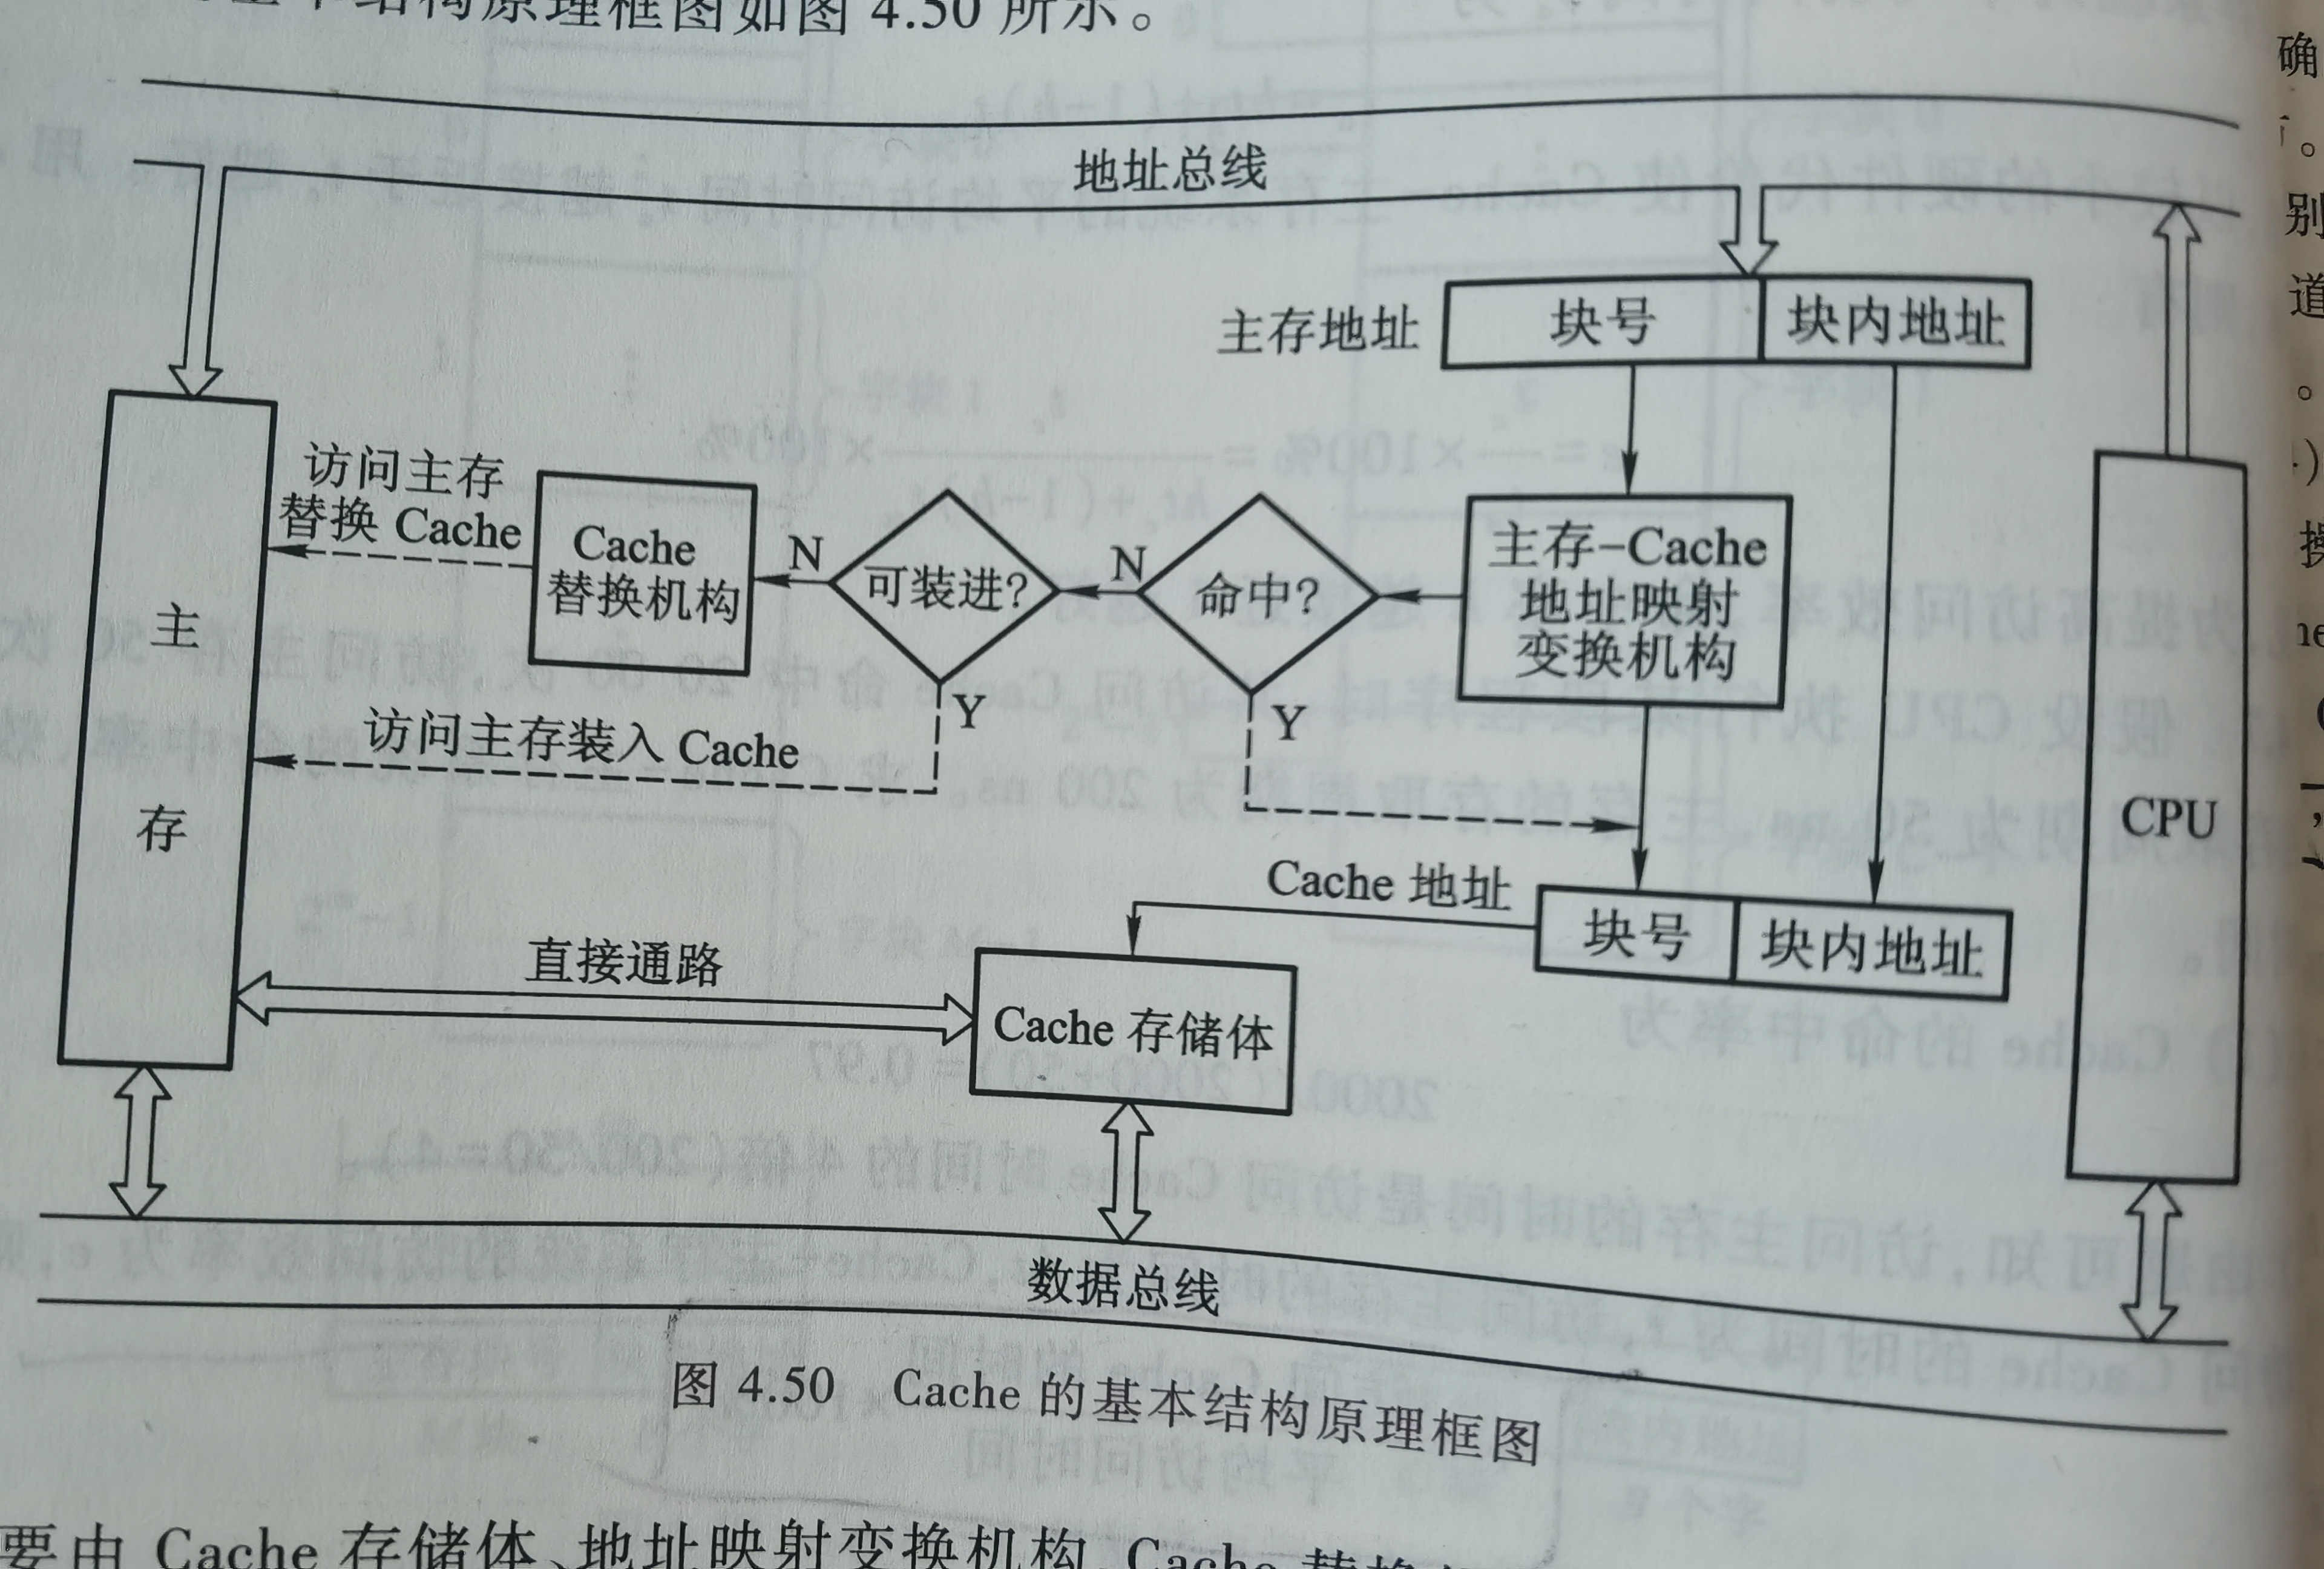 基本结构原理框图如图 4.50 所示。
地址总线
主存地址
块号
块内地址
访问主存
替换 Cache
Cache
替换机构
N
可装进?
N
命中?
主存-Cache
地址映射
变换机构
主
存
Y
Y
访问主存装入 Cache
CPU
Cache 地址
块号
块内地址
直接通路
Cache 存储体
数据总线
图 4.50 Cache 的基本结构原理框图
要由 Cache 存储体、地址映射变换机构、Cache 替换
确
。
别
道
。
操